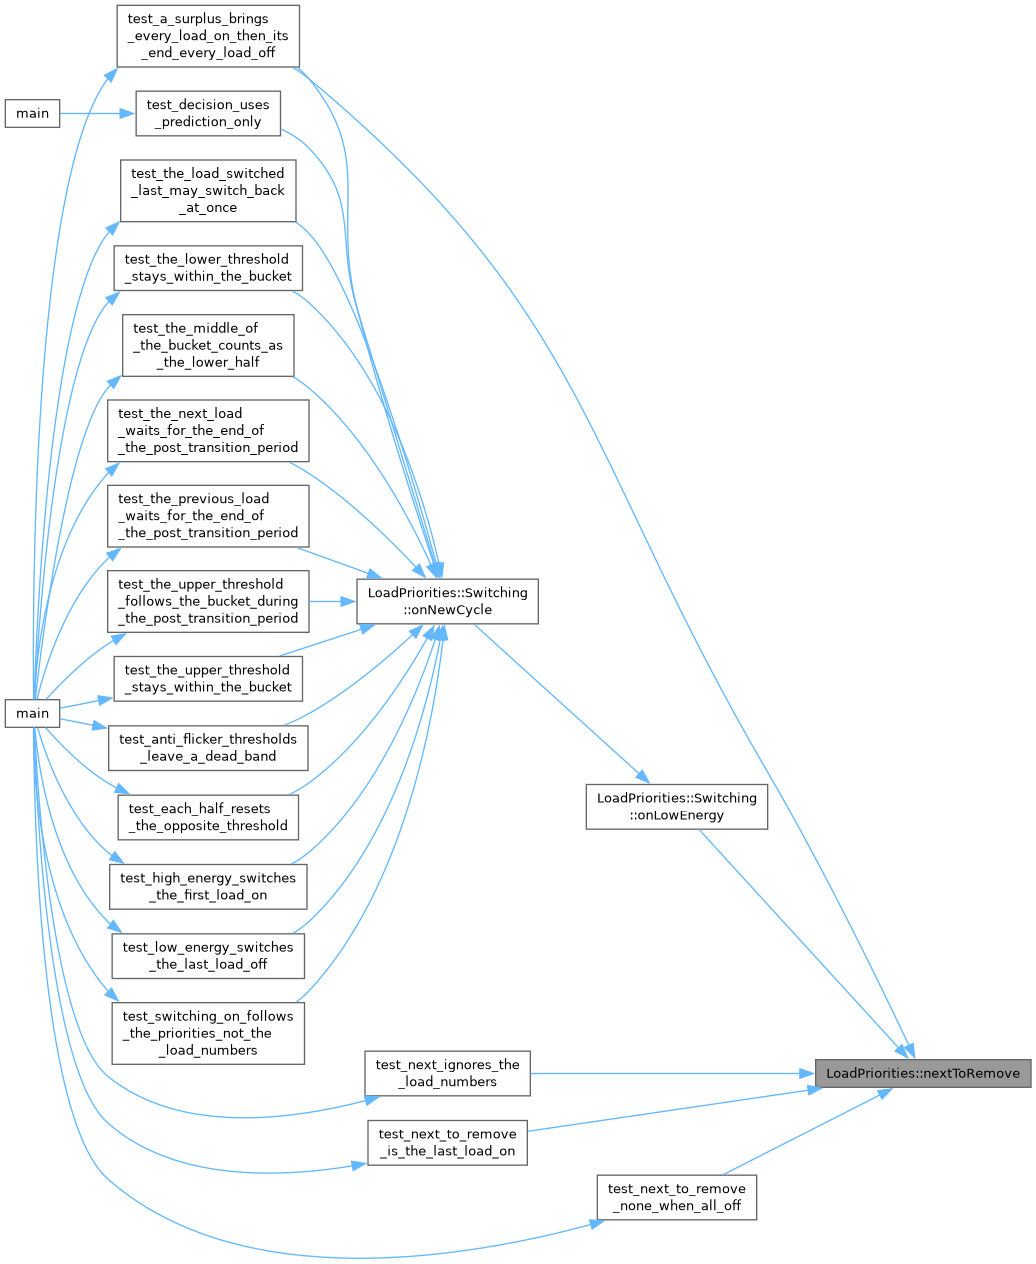 test_a_surplus_brings
_every_load_on_then_its
_end_every_load_off
main
test_decision_uses
_prediction_only
test_the_load_switched
_last_may_switch_back
_at_once
test_the_lower_threshold
_stays_within_the_bucket
test_the_middle_of
_the_bucket_counts_as
_the_lower_half
test_the_next_load
_waits_for_the_end_of
_the_post_transition_period
test_the_previous_load
_waits_for_the_end_of
_the_post_transition_period
test_the_upper_threshold
_follows_the_bucket_during
_the_post_transition_period
LoadPriorities::Switching
::onNewCycle
test_the_upper_threshold
_stays_within_the_bucket
main
test_anti_flicker_thresholds
_leave_a_dead_band
test_each_half_resets
_the_opposite_threshold
LoadPriorities::Switching
::onLowEnergy
test_high_energy_switches
_the_first_load_on
test_low_energy_switches
_the_last_load_off
test_switching_on_follows
_the_priorities_not_the
_load_numbers
test_next_ignores_the
_load_numbers
LoadPriorities::nextToRemove
test_next_to_remove
_is_the_last_load_on
test_next_to_remove
_none_when_all_off